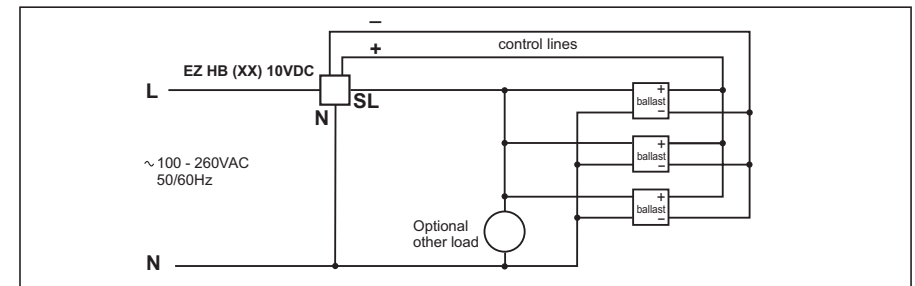 –
+
control lines
EZ HB (XX) 10VDC
L
SL
N
+
ballast
–
+
ballast
–
+
ballast
–
~ 100 - 260VAC
50/60Hz
Optional
other load
N